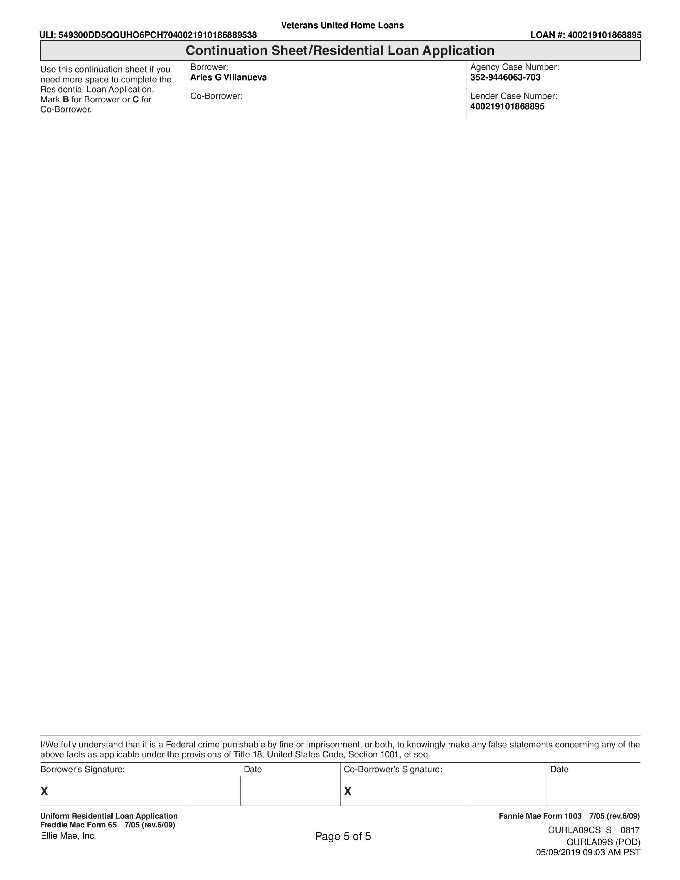 Veterans United Home Loans
ULI: 549300DD5QQUHO6PCH7040021910186889538 LOAN #: 400219101868895
Continuation Sheet/Residential Loan Application
Use this continuation sheet if you
need more space to complete the
Residential Loan Application.
Mark B for Borrower or C for
Co-Borrower.
Borrower:
Aries G Villanueva
Co-Borrower:
Agency Case Number:
352-9446063-703
Lender Case Number:
400219101868895
I/We fully understand that it is a Federal crime punishable by fine or imprisonment, or both, to knowingly make any false statements concerning any of the
above facts as applicable under the provisions of Title 18, United States Code, Section 1001, et seq.
Borrower's Signature: Date Co-Borrower's Signature: Date
X X
Uniform Residential Loan Application
Freddie Mac Form 65 7/05 (rev.6/09)
Ellie Mae, Inc.
Page 5 of 5
Fannie Mae Form 1003 7/05 (rev.6/09)
GURLA09CS S 0817
GURLA09S (POD)
05/09/2019 09:03 AM PST